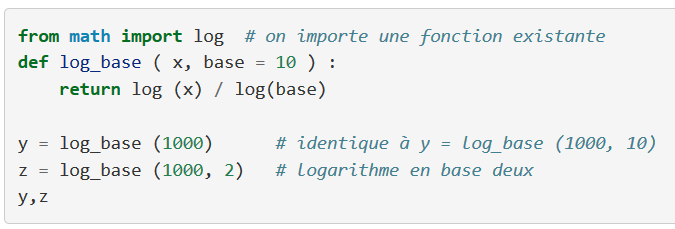 from math import log  # on importe une fonction existante
def log_base ( x, base = 10 ) :
    return log (x) / log(base)

y = log_base (1000)      # identique à y = log_base (1000, 10)
z = log_base (1000, 2)   # logarithme en base deux
y,z